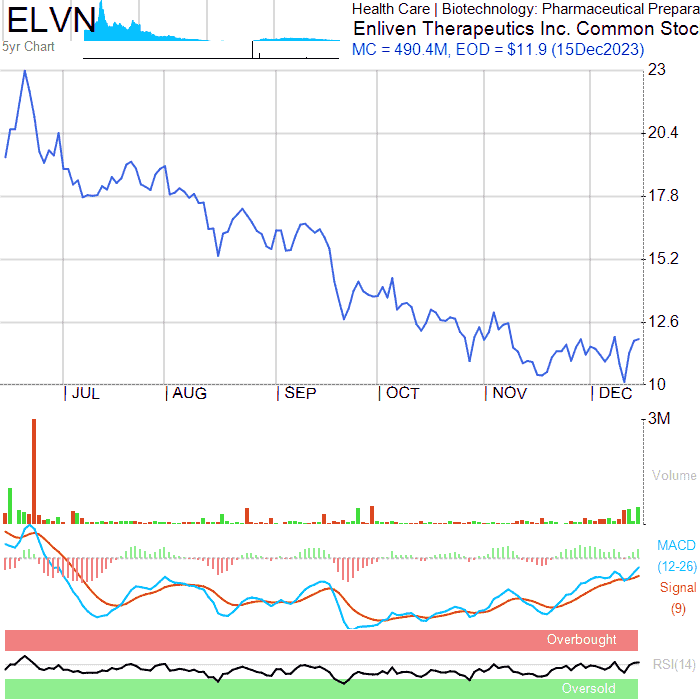 ELVN
5yr Chart
Health Care | Biotechnology: Pharmaceutical Prepara
Enliven Therapeutics Inc. Common Stoc
MC = 490.4M, EOD = $11.9 (15Dec2023)
23
20.4
17.8
15.2
12.6
10
JUL
AUG
SEP
OCT
NOV
DEC
3M
Volume
MACD
(12-26)
Signal
(9)
Overbought
RSI(14)
Oversold